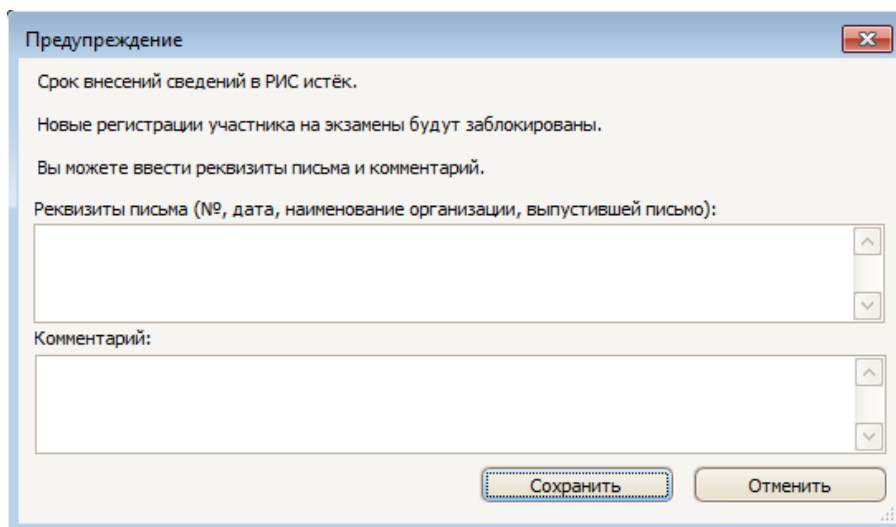 Предупреждение
Срок внесений сведений в РИС истёк.
Новые регистрации участника на экзамены будут заблокированы.
Вы можете ввести реквизиты письма и комментарий.
Реквизиты письма (№, дата, наименование организации, выпустившей письмо):
Комментарий:
Сохранить Отменить